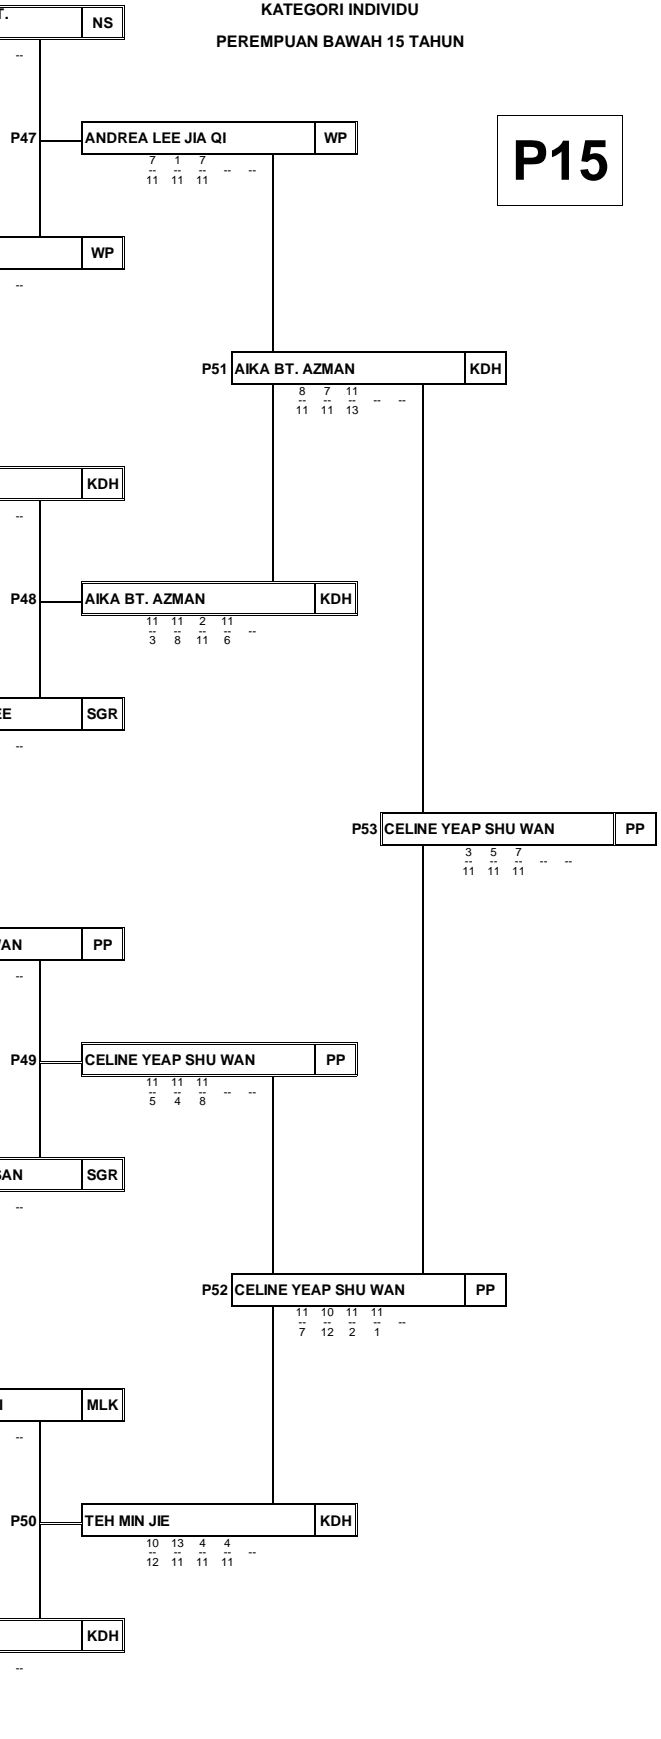 KATEGORI INDIVIDU
T. NS
PEREMPUAN BAWAH 15 TAHUN
--
P47 ANDREA LEE JIA QI WP
P15
7 1 7
-- -- -- -- --
11 11 11
WP
--
P51 AIKA BT. AZMAN KDH
8 7 11
-- -- -- -- --
11 11 13
KDH
--
P48 AIKA BT. AZMAN KDH
11 11 2 11
-- -- -- -- --
3 8 11 6
EE SGR
--
P53 CELINE YEAP SHU WAN PP
3 5 7
-- -- -- -- --
11 11 11
WAN PP
--
P49 CELINE YEAP SHU WAN PP
11 11 11
-- -- -- -- --
5 4 8
SAN SGR
--
P52 CELINE YEAP SHU WAN PP
11 10 11 11
-- -- -- -- --
7 12 2 1
MLK
--
P50 TEH MIN JIE KDH
10 13 4 4
-- -- -- -- --
12 11 11 11
KDH
--